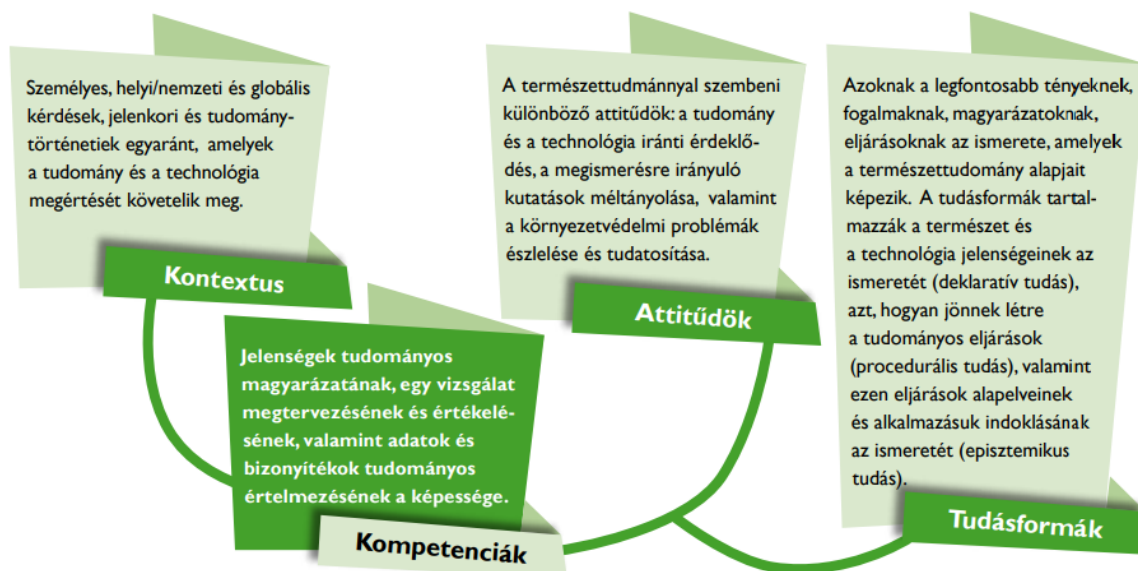 Személyes, helyi/nemzeti és globális
kérdések, jelenkori és tudomány-
történetiek egyaránt, amelyek
a tudomány és a technológia
megértését követelik meg.
Kontextus
Jelenségek tudományos
magyarázatának, egy vizsgálat
megtervezésének és értékelé-
sének, valamint adatok és
bizonyítékok tudományos
értelmezésének a képessége.
Kompetenciák
A természettudmánnyal szembeni
különböző attitűdök: a tudomány
és a technológia iránti érdeklő-
dés, a megismerésre irányuló
kutatások méltányolása, valamint
a környezetvédelmi problémák
észlelése és tudatosítása.
Attitűdök
Azoknak a legfontosabb tényeknek,
fogalmaknak, magyarázatoknak,
eljárásoknak az ismerete, amelyek
a természettudomány alapjait
képezik. A tudásformák tartal-
mazzák a természet és
a technológia jelenségeinek az
ismeretét (deklaratív tudás),
azt, hogyan jönnek létre
a tudományos eljárások
(procedurális tudás), valamint
ezen eljárások alapelveinek
és alkalmazásuk indoklásának
az ismeretét (episztemikus
tudás).
Tudásformák